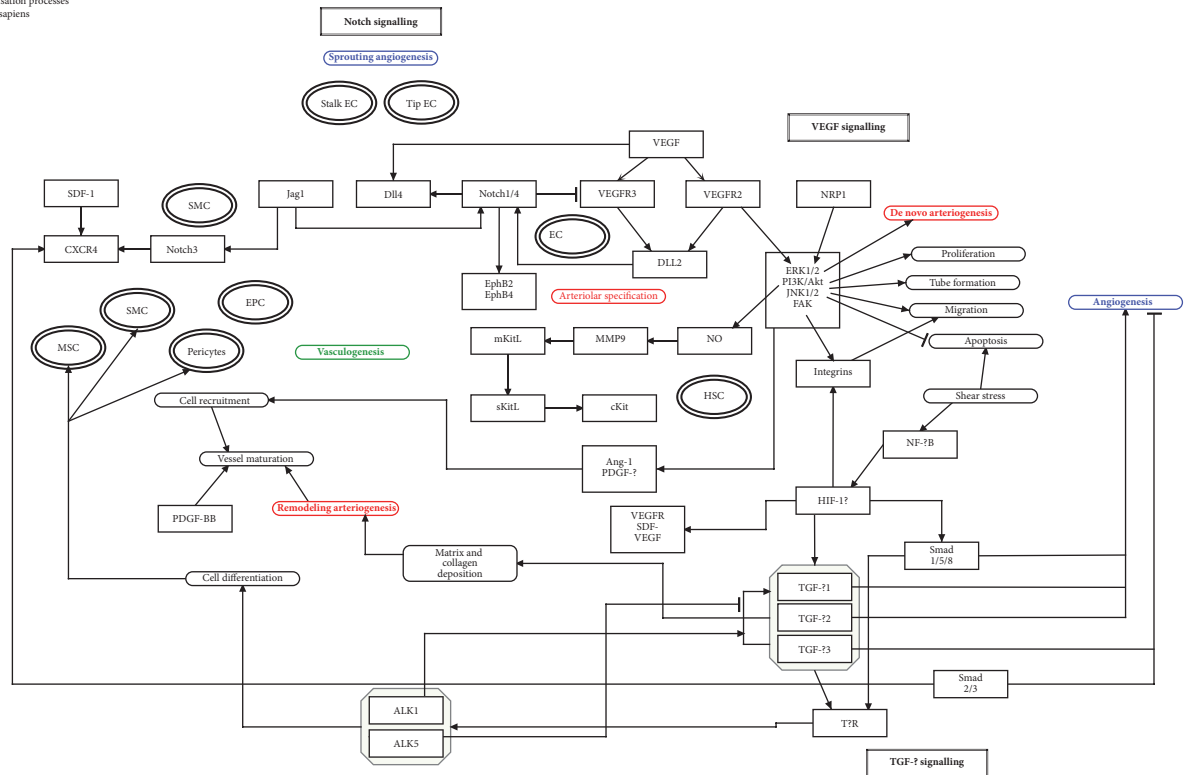 sation processes
sapiens
Notch signalling
Sprouting angiogenesis
Stalk EC
Tip EC
VEGF signalling
VEGF
SDF-1
SMC
Jag1
Dll4
Notch1/4
VEGFR3
VEGFR2
NRP1
De novo arteriogenesis
CXCR4
Notch3
EC
DLL2
Proliferation
ERK1/2
PI3K/Akt
JNK1/2
FAK
Tube formation
EphB2
EphB4
Arteriolar specification
Angiogenesis
SMC
EPC
Migration
MSC
Pericytes
Vasculogenesis
mKitL
MMP9
NO
Apoptosis
Integrins
Cell recruitment
sKitL
cKit
HSC
Shear stress
NF-?B
Vessel maturation
Ang-1
PDGF-?
HIF-1?
PDGF-BB
Remodeling arteriogenesis
VEGFR
SDF-
VEGF
Matrix and
collagen
deposition
Smad
1/5/8
Cell differentiation
TGF-?1
TGF-?2
TGF-?3
Smad
2/3
ALK1
ALK5
T?R
TGF-? signalling